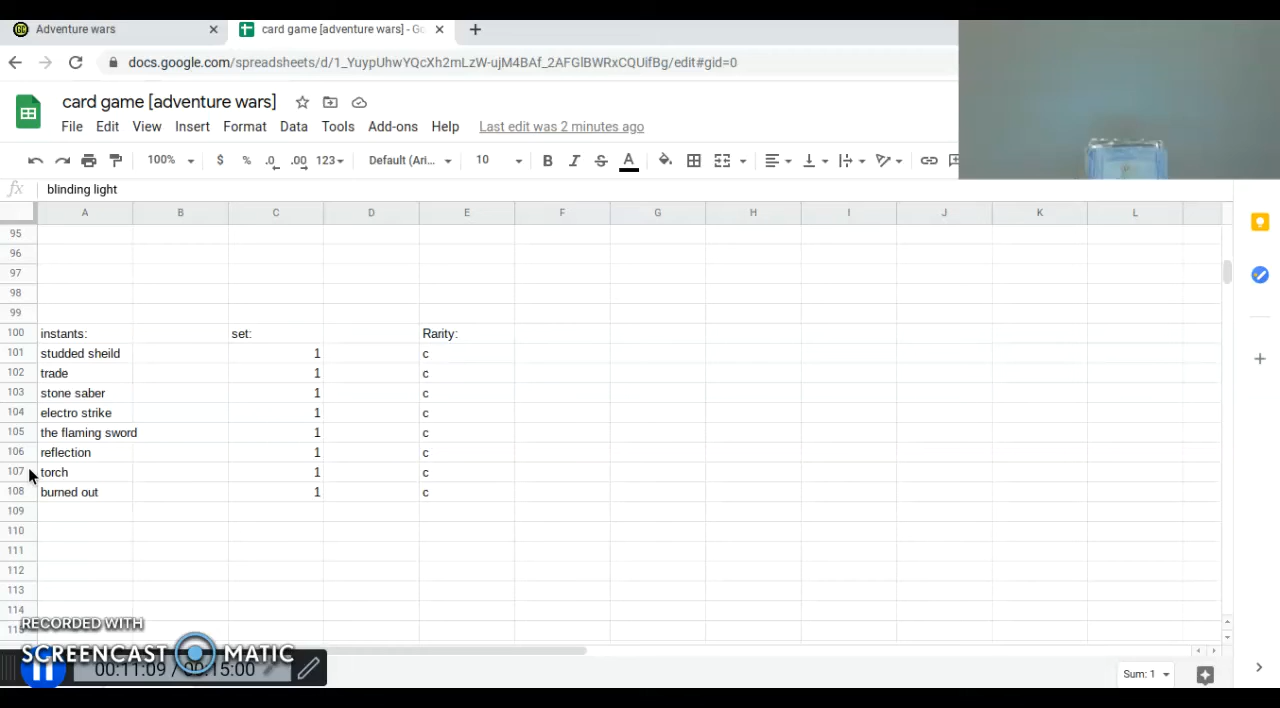 Adventure wars
card game [adventure wars] - Go
docs.google.com/spreadsheets/d/1_YuypUhwYQcXh2mLzW-ujM4BAf_2AFGlBWRxCQUifBg/edit#gid=0
card game [adventure wars]
File Edit View Insert Format Data Tools Add-ons Help Last edit was 2 minutes ago
100% $ % .0 .00 123 Default (Ari... 10 B I S A
fx blinding light
A B C D E F G H I J K L
95
96
97
98
99
100 instants: set: Rarity:
101 studded sheild 1 c
102 trade 1 c
103 stone saber 1 c
104 electro strike 1 c
105 the flaming sword 1 c
106 reflection 1 c
107 torch 1 c
108 burned out 1 c
109
110
111
112
113
114
RECORDED WITH
SCREENCAST MATIC
00:11:09 / 00:15:00
Sum: 1